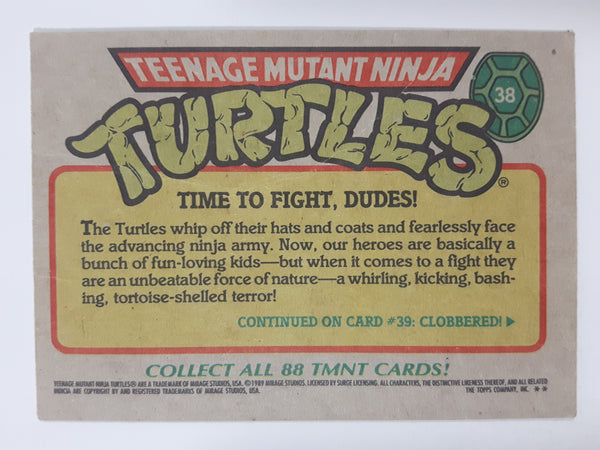 TEENAGE MUTANT NINJA
38
TURTLES®
TIME TO FIGHT, DUDES!
The Turtles whip off their hats and coats and fearlessly face
the advancing ninja army. Now, our heroes are basically a
bunch of fun-loving kids—but when it comes to a fight they
are an unbeatable force of nature—a whirling, kicking, bash-
ing, tortoise-shelled terror!
CONTINUED ON CARD #39: CLOBBERED! ▶
COLLECT ALL 88 TMNT CARDS!
TEENAGE MUTANT NINJA TURTLES® ARE A TRADEMARK OF MIRAGE STUDIOS, USA. ©1989 MIRAGE STUDIOS. LICENSED BY SURGE LICENSING. ALL CHARACTERS, THE DISTINCTIVE LIKENESS THEREOF, AND ALL RELATED
INDICIA ARE COPYRIGHT BY AND REGISTERED TRADEMARKS OF MIRAGE STUDIOS, USA. THE TOPPS COMPANY, INC. * *